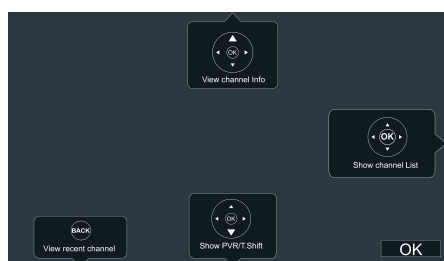 OK
View channel Info
OK
Show channel List
OK
Show PVR/T.Shift
BACK
View recent channel
OK